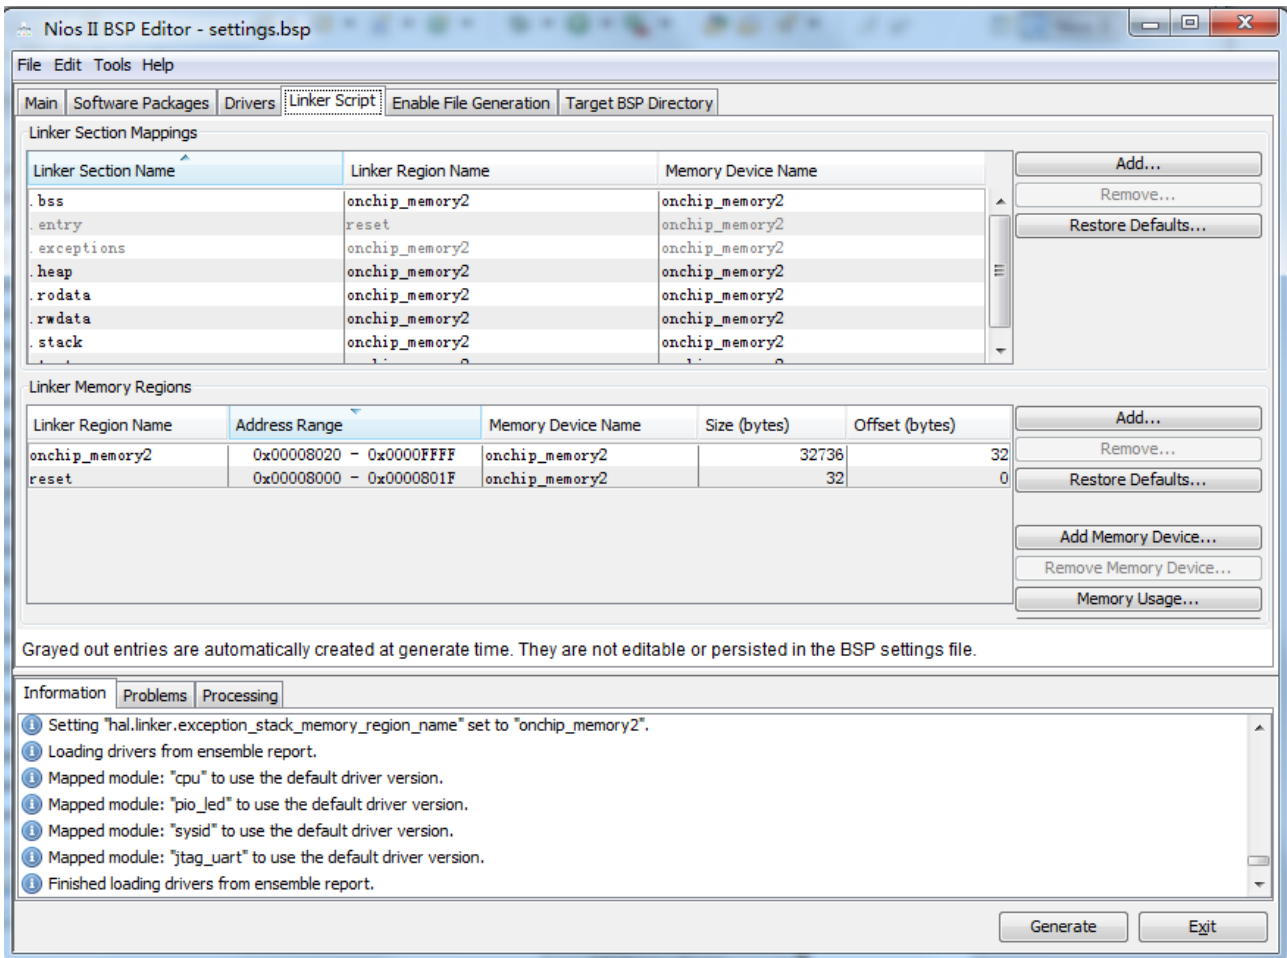 Nios II BSP Editor - settings.bsp
File Edit Tools Help
Main Software Packages Drivers Linker Script Enable File Generation Target BSP Directory
Linker Section Mappings
Linker Section Name Linker Region Name Memory Device Name Add...
.bss onchip_memory2 onchip_memory2 Remove...
.entry reset onchip_memory2 Restore Defaults...
.exceptions onchip_memory2 onchip_memory2
.heap onchip_memory2 onchip_memory2
.rodata onchip_memory2 onchip_memory2
.rwdata onchip_memory2 onchip_memory2
.stack onchip_memory2 onchip_memory2
Linker Memory Regions
Linker Region Name Address Range Memory Device Name Size (bytes) Offset (bytes) Add...
onchip_memory2 0x00008020 - 0x0000FFFF onchip_memory2 32736 32 Remove...
reset 0x00008000 - 0x0000801F onchip_memory2 32 0 Restore Defaults...
Add Memory Device...
Remove Memory Device...
Memory Usage...
Grayed out entries are automatically created at generate time. They are not editable or persisted in the BSP settings file.
Information Problems Processing
Setting "hal.linker.exception_stack_memory_region_name" set to "onchip_memory2".
Loading drivers from ensemble report.
Mapped module: "cpu" to use the default driver version.
Mapped module: "pio_led" to use the default driver version.
Mapped module: "sysid" to use the default driver version.
Mapped module: "jtag_uart" to use the default driver version.
Finished loading drivers from ensemble report.
Generate Exit